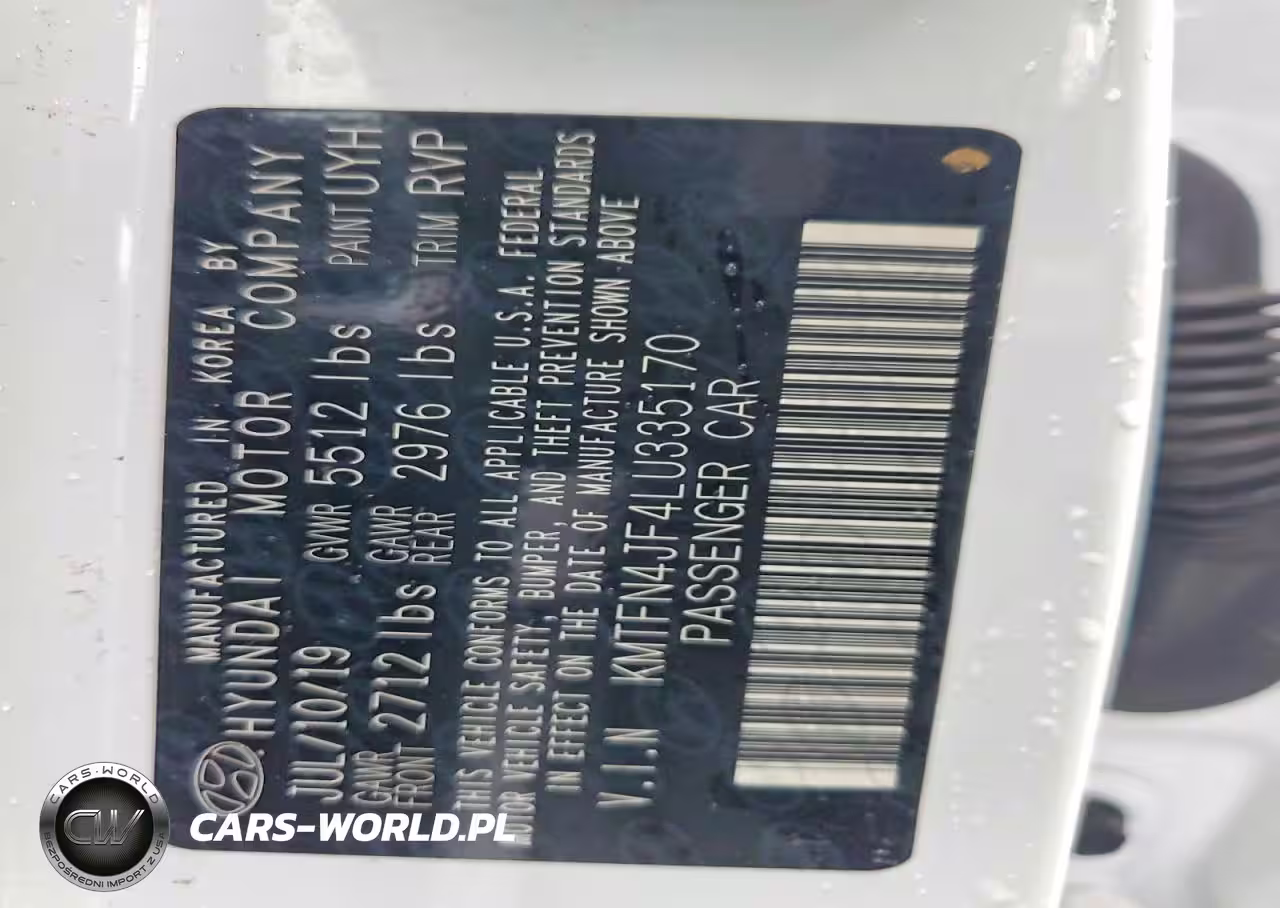 MANUFACTURED IN KOREA BY
HYUNDAI MOTOR COMPANY
JUL/10/19 GWR 5512 lbs PAINT UYH
GAWR FRONT 2712 lbs GAWR REAR 2976 lbs TRIM RVP
THIS VEHICLE CONFORMS TO ALL APPLICABLE U.S.A. FEDERAL
MOTOR VEHICLE SAFETY, BUMPER, AND THEFT PREVENTION STANDARDS
IN EFFECT ON THE DATE OF MANUFACTURE SHOWN ABOVE
V.I.N KMTFN4JF4LU335170
PASSENGER CAR
CARS-WORLD
CW
BEZPOŚREDNI IMPORT Z USA
CARS-WORLD.PL